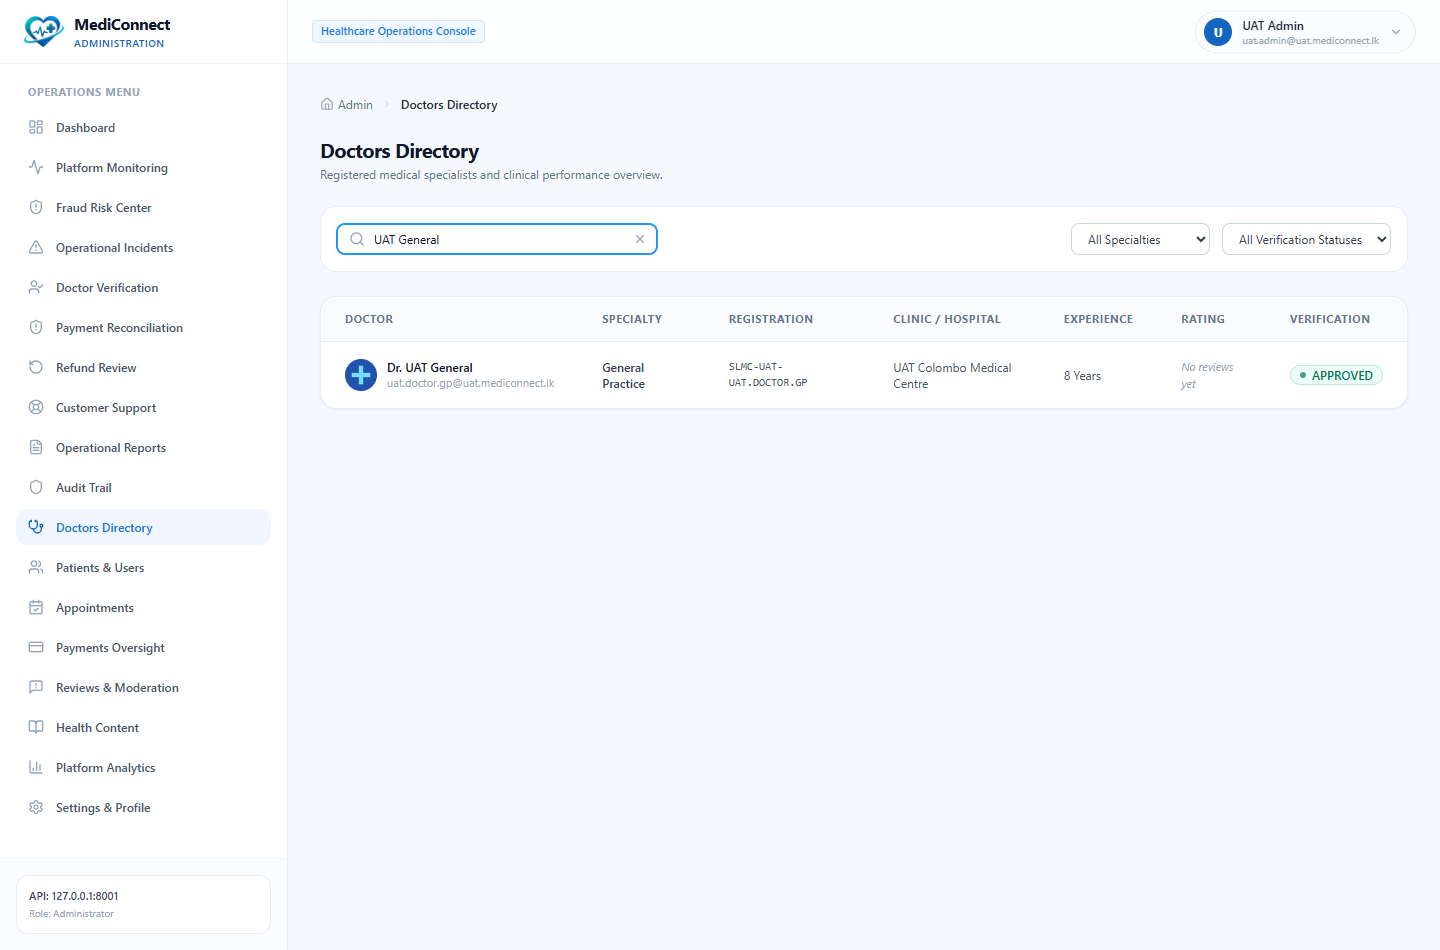 MediConnect
ADMINISTRATION
Healthcare Operations Console
U
UAT Admin
uat.admin@uat.mediconnect.lk
OPERATIONS MENU
Dashboard
Platform Monitoring
Fraud Risk Center
Operational Incidents
Doctor Verification
Payment Reconciliation
Refund Review
Customer Support
Operational Reports
Audit Trail
Doctors Directory
Patients & Users
Appointments
Payments Oversight
Reviews & Moderation
Health Content
Platform Analytics
Settings & Profile
API: 127.0.0.1:8001
Role: Administrator
Admin
Doctors Directory
Doctors Directory
Registered medical specialists and clinical performance overview.
UAT General
All Specialties
All Verification Statuses
DOCTOR SPECIALTY REGISTRATION CLINIC / HOSPITAL EXPERIENCE RATING VERIFICATION
Dr. UAT General
uat.doctor.gp@uat.mediconnect.lk
General
Practice
SLMC-UAT-
UAT.DOCTOR.GP
UAT Colombo Medical
Centre
8 Years
No reviews
yet
APPROVED